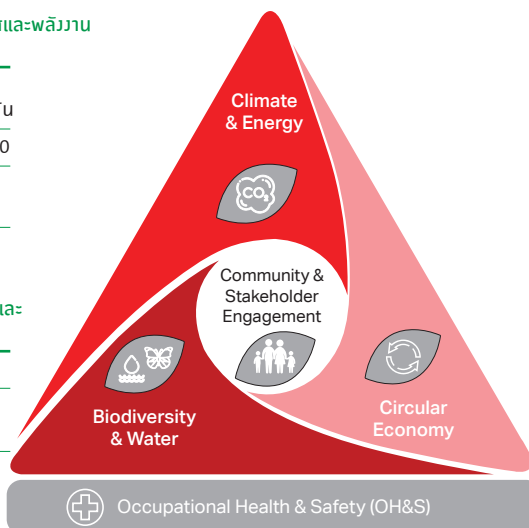 และพลังงาน
Climate
& Energy
CO₂
0
Community &
Stakeholder
Engagement
และ
Biodiversity
& Water
Circular
Economy
Occupational Health & Safety (OH&S)